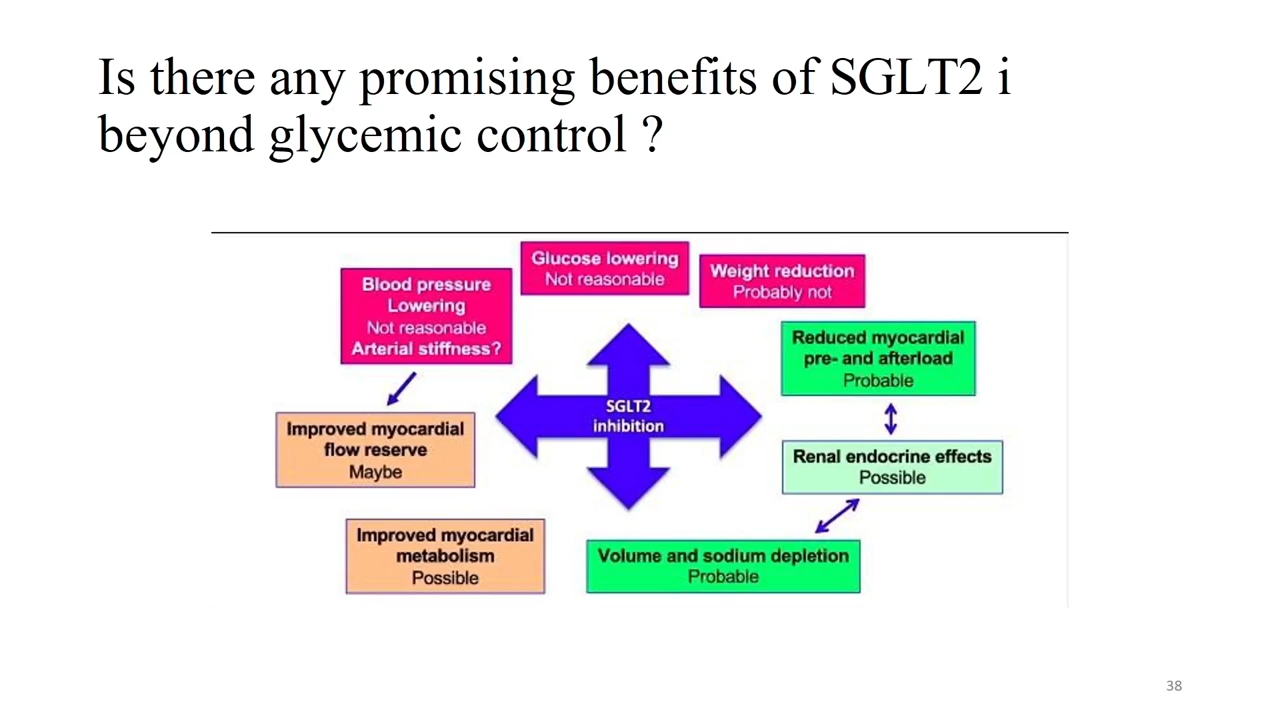 Is there any promising benefits of SGLT2 i
beyond glycemic control ?
Glucose lowering
Not reasonable
Weight reduction
Probably not
Blood pressure
Lowering
Not reasonable
Arterial stiffness?
Reduced myocardial
pre- and afterload
Probable
SGLT2
inhibition
Improved myocardial
flow reserve
Maybe
Renal endocrine effects
Possible
Improved myocardial
metabolism
Possible
Volume and sodium depletion
Probable
38